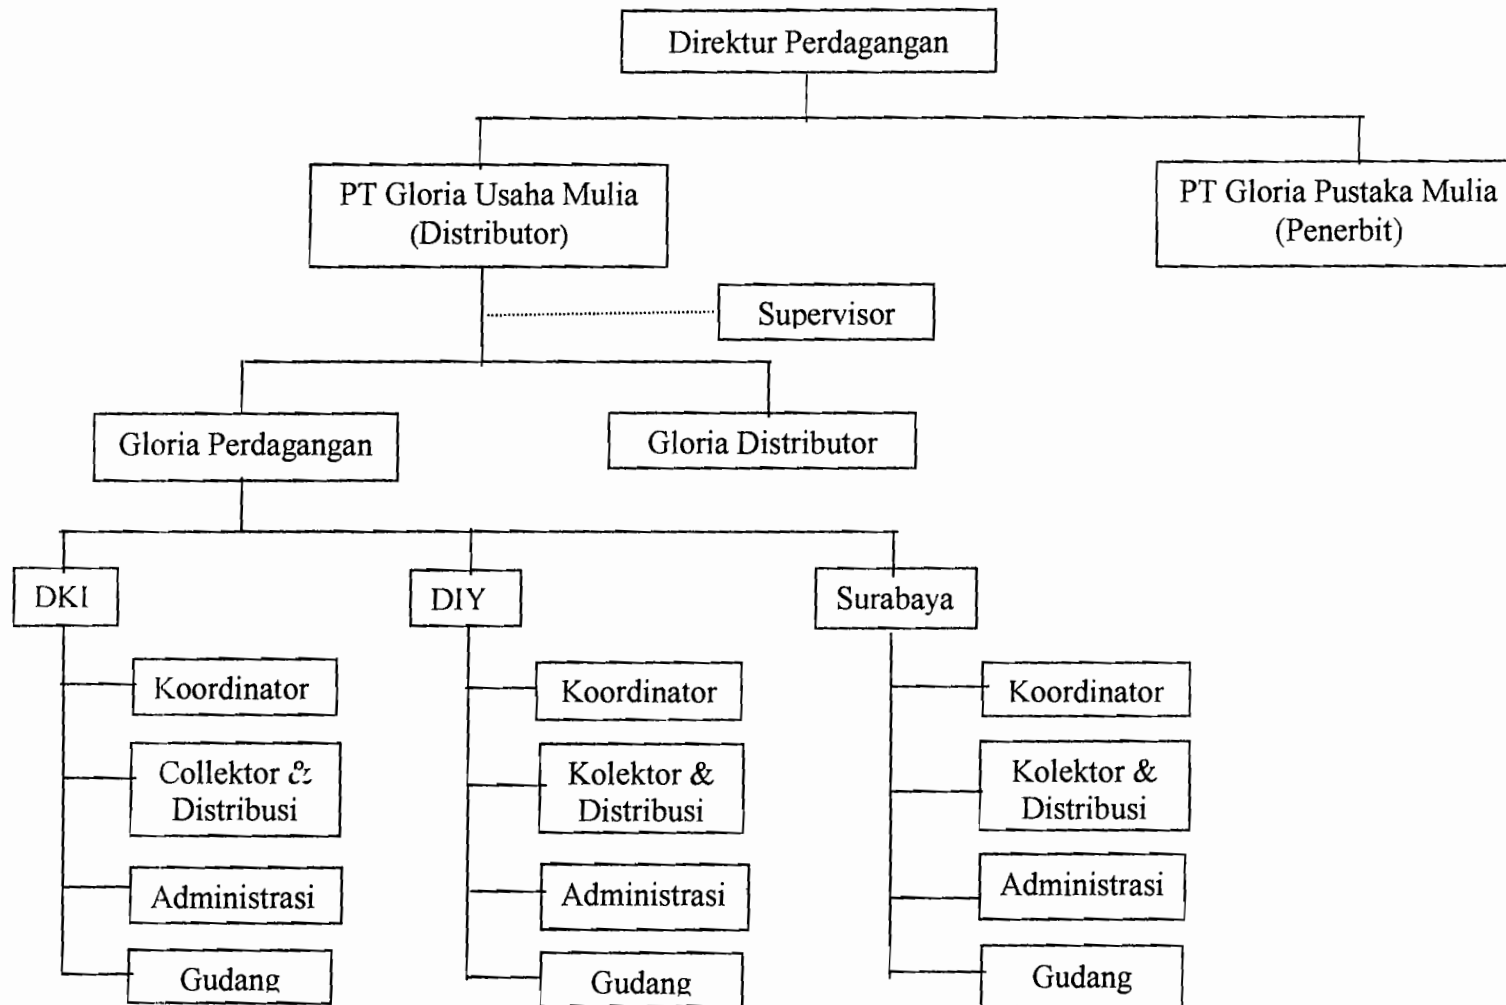 Direktur Perdagangan
PT Gloria Usaha Mulia
(Distributor)
PT Gloria Pustaka Mulia
(Penerbit)
Supervisor
Gloria Perdagangan
Gloria Distributor
DKI
DIY
Surabaya
Koordinator
Koordinator
Koordinator
Collektor &
Distribusi
Kolektor &
Distribusi
Kolektor &
Distribusi
Administrasi
Administrasi
Administrasi
Gudang
Gudang
Gudang